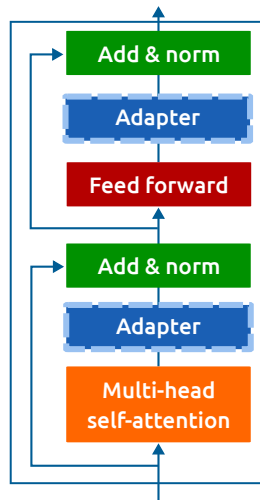 Add & norm
Adapter
Feed forward
Add & norm
Adapter
Multi-head
self-attention